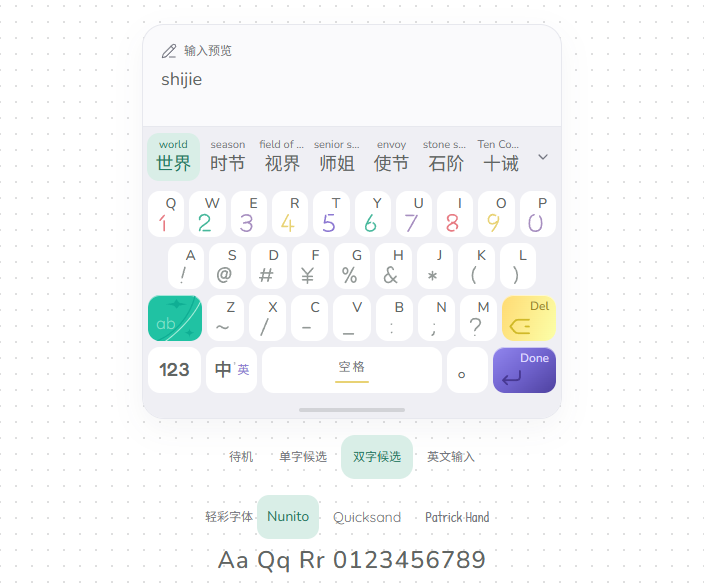 输入预览
shijie
world season field of ... senior s... envoy stone s... Ten Co...
世界 时节 视界 师姐 使节 石阶 十诫
Q W E R T Y U I O P
1 2 3 4 5 6 7 8 9 0
A S D F G H J K L
! @ # ¥ % & * ( )
Z X C V B N M Del
ab ~ / - _ : ; ?
123 中 英 空格 。 Done
待机 单字候选 双字候选 英文输入
轻彩字体 Nunito Quicksand Patrick Hand
Aa Qq Rr 0123456789